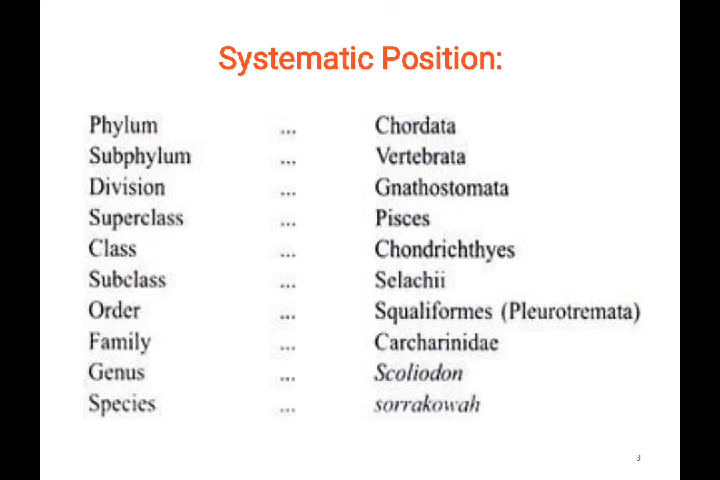 Systematic Position:
Phylum ... Chordata
Subphylum ... Vertebrata
Division ... Gnathostomata
Superclass ... Pisces
Class ... Chondrichthyes
Subclass ... Selachii
Order ... Squaliformes (Pleurotremata)
Family ... Carcharinidae
Genus ... Scoliodon
Species ... sorrakowah
3